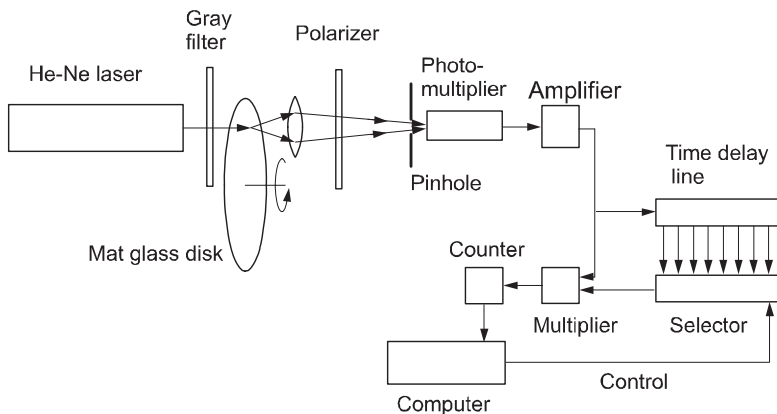 Gray
filter
Polarizer
He-Ne laser
Photo-
multiplier
Amplifier
Pinhole
Time delay
line
Mat glass disk
Counter
Multiplier
Selector
Control
Computer